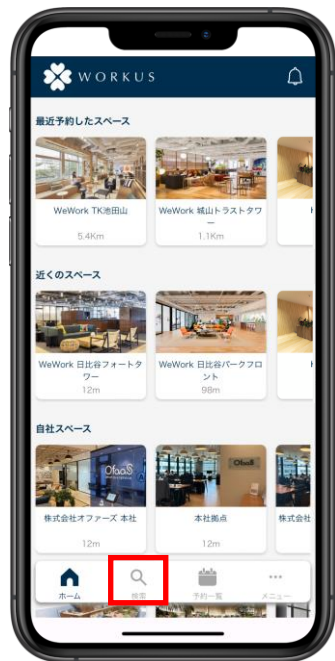 WORKUS
最近予約したスペース
WeWork TK池田山
5.4Km
WeWork 城山トラストタワ
ー
1.1Km
近くのスペース
WeWork 日比谷フォートタ
ワー
12m
WeWork 日比谷パークフロ
ント
98m
自社スペース
OfaaS
株式会社オファーズ 本社
12m
本社拠点
12m
株式会社
ホーム
検索
予約一覧
メニュー